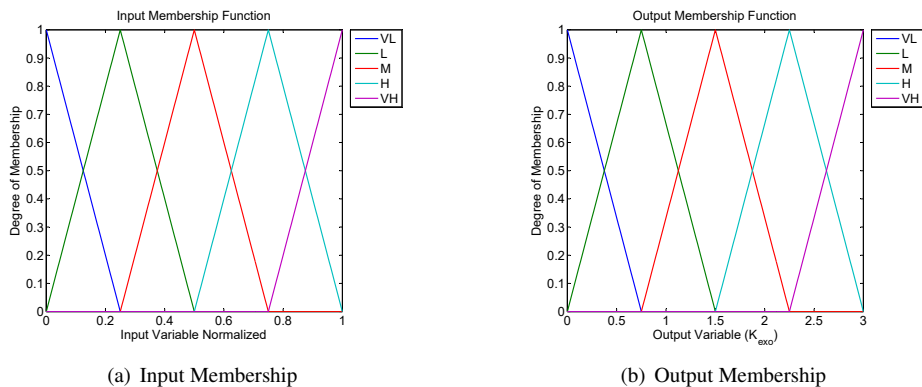 Input Membership Function
1
0.9
0.8
0.7
0.6
0.5
0.4
0.3
0.2
0.1
0
Degree of Membership
0 0.2 0.4 0.6 0.8 1
Input Variable Normalized
VL
L
M
H
VH
(a) Input Membership
Output Membership Function
1
0.9
0.8
0.7
0.6
0.5
0.4
0.3
0.2
0.1
0
Degree of Membership
0 0.5 1 1.5 2 2.5 3
Output Variable (K_exo)
VL
L
M
H
VH
(b) Output Membership